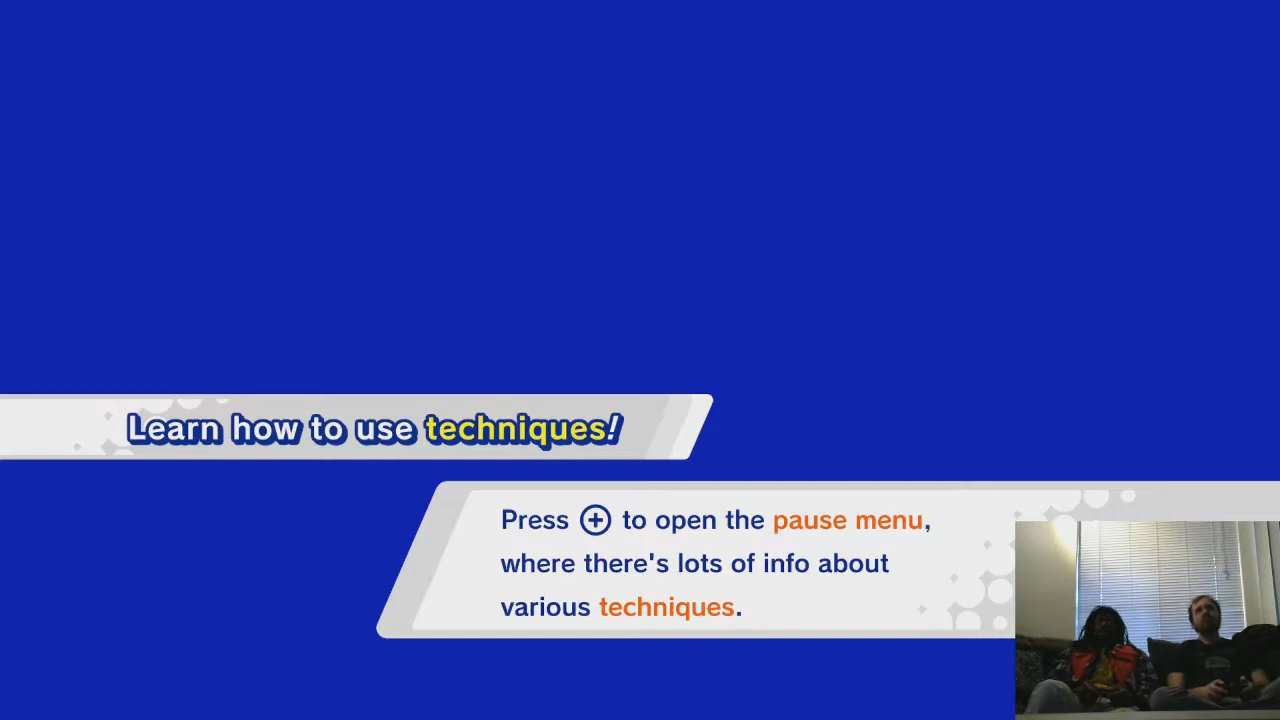 Learn how to use techniques!
Press ⊕ to open the pause menu,
where there's lots of info about
various techniques.